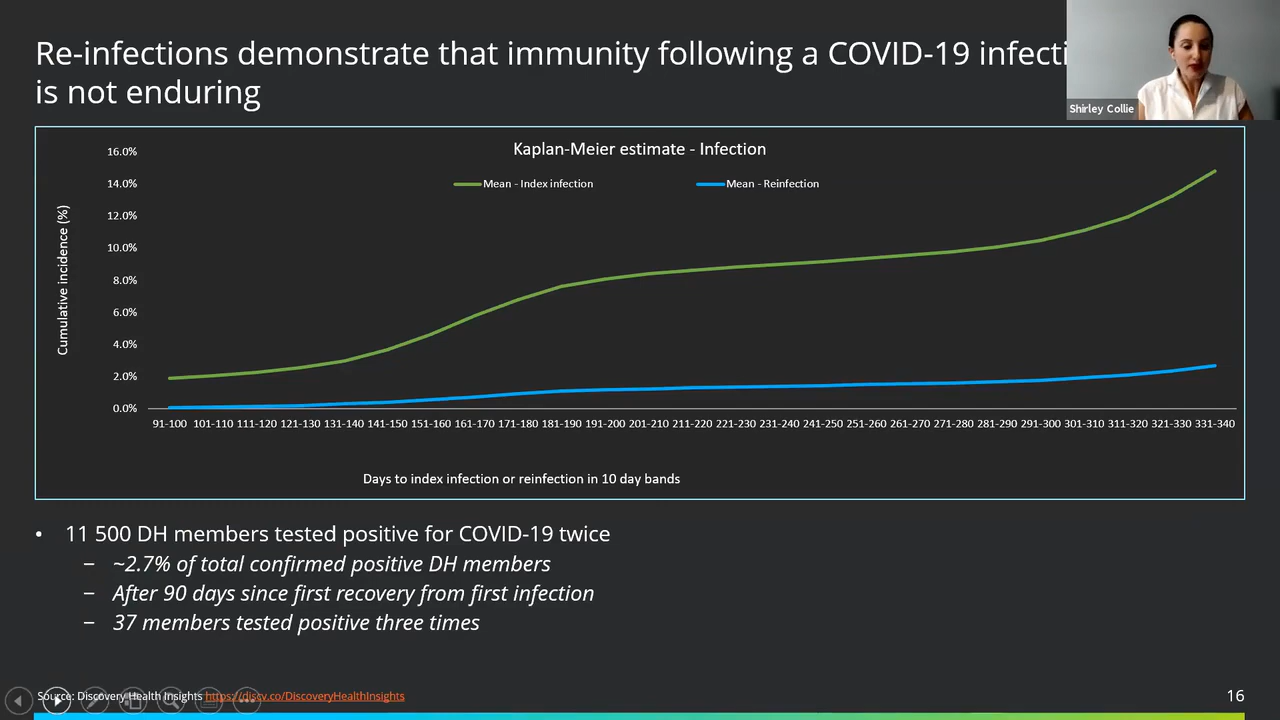 Re-infections demonstrate that immunity following a COVID-19 infecti
is not enduring
Shirley Collie
Kaplan-Meier estimate - Infection
Mean - Index infection
Mean - Reinfection
Cumulative incidence (%)
16.0%
14.0%
12.0%
10.0%
8.0%
6.0%
4.0%
2.0%
0.0%
91-100 101-110 111-120 121-130 131-140 141-150 151-160 161-170 171-180 181-190 191-200 201-210 211-220 221-230 231-240 241-250 251-260 261-270 271-280 281-290 291-300 301-310 311-320 321-330 331-340
Days to index infection or reinfection in 10 day bands
• 11 500 DH members tested positive for COVID-19 twice
− ~2.7% of total confirmed positive DH members
− After 90 days since first recovery from first infection
− 37 members tested positive three times
Source: Discovery Health Insights https://discv.co/DiscoveryHealthInsights
16